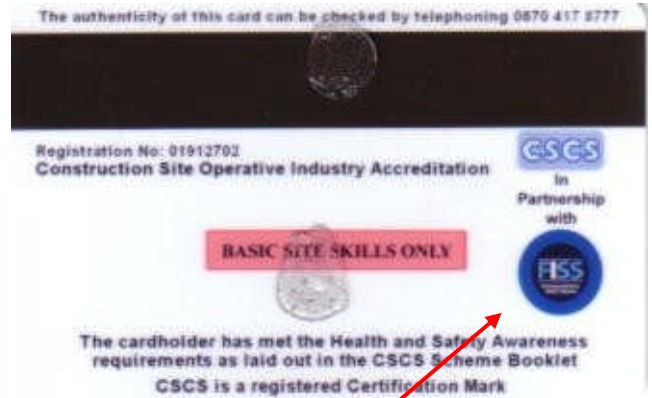 The authenticity of this card can be checked by telephoning 0870 417 8777
Registration No: 01912702
Construction Site Operative Industry Accreditation
CSCS
In
Partnership
with
BASIC SITE SKILLS ONLY
FISS
The cardholder has met the Health and Safety Awareness
requirements as laid out in the CSCS Scheme Booklet
CSCS is a registered Certification Mark